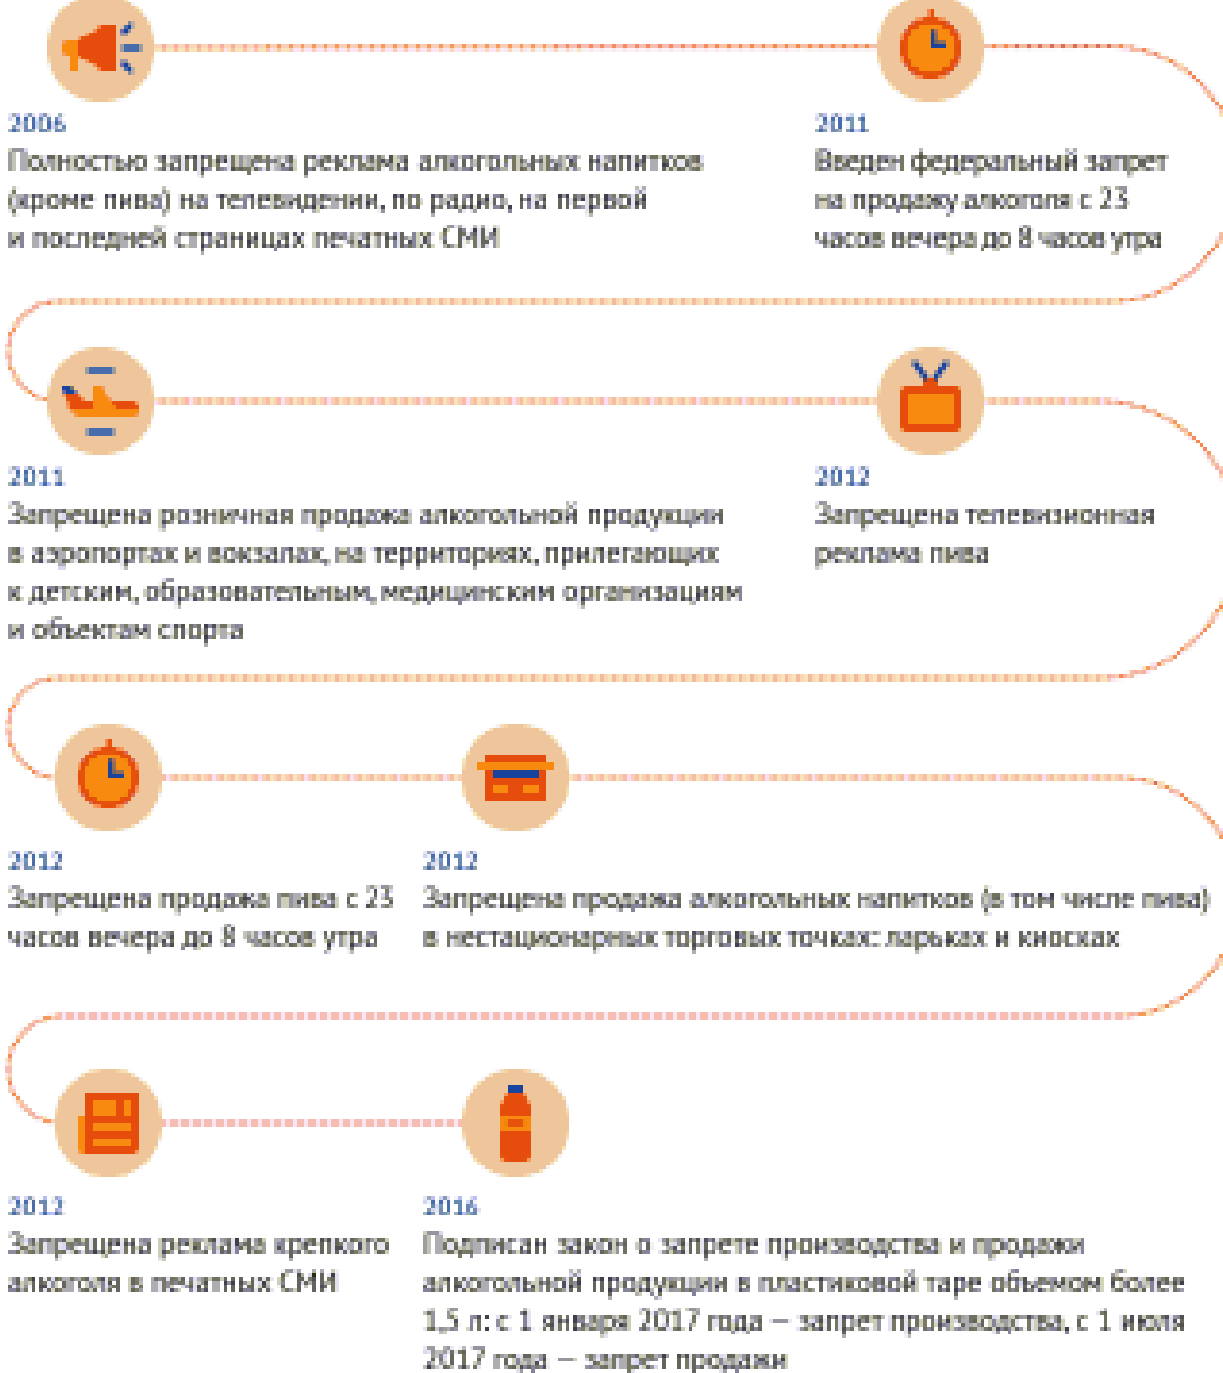 2006
Полностью запрещена реклама алкогольных напитков
(кроме пива) на телевидении, по радио, на первой
и последней страницах печатных СМИ
2011
Введен федеральный запрет
на продажу алкоголя с 23
часов вечера до 8 часов утра
2011
Запрещена розничная продажа алкогольной продукции
в аэропортах и вокзалах, на территориях, прилегающих
к детским, образовательным, медицинским организациям
и объектам спорта
2012
Запрещена телевизионная
реклама пива
2012
Запрещена продажа пива с 23
часов вечера до 8 часов утра
2012
Запрещена продажа алкогольных напитков (в том числе пива)
в нестационарных торговых точках: ларьках и киосках
2012
Запрещена реклама крепкого
алкоголя в печатных СМИ
2016
Подписан закон о запрете производства и продажи
алкогольной продукции в пластиковой таре объемом более
1,5 л: с 1 января 2017 года — запрет производства, с 1 июля
2017 года — запрет продажи